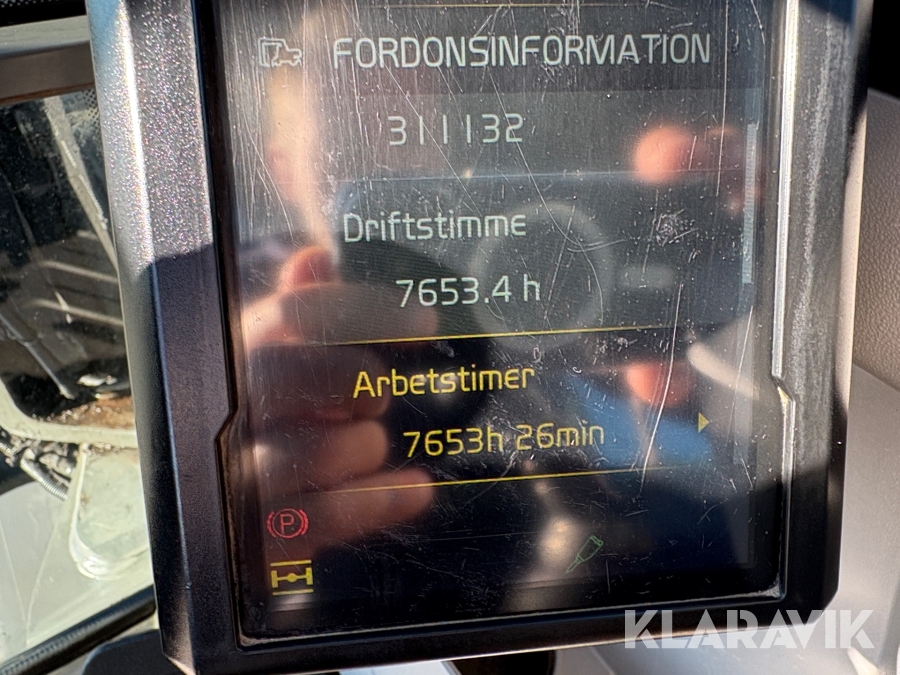 FORDONSINFORMATION
311132
Driftstimme
7653.4 h
Arbetstimer
7653h 26min
P
KLARAVIK